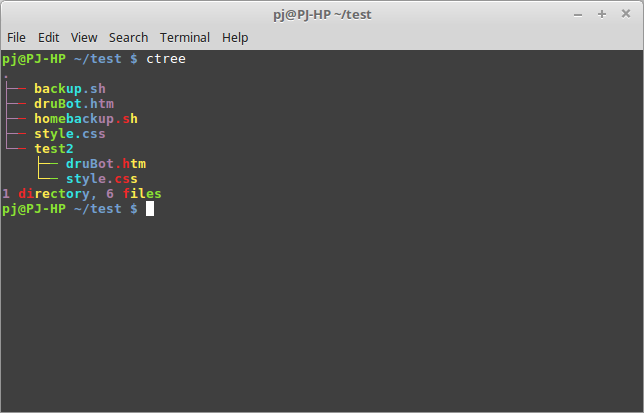 pj@PJ-HP ~/test
File Edit View Search Terminal Help
pj@PJ-HP ~/test $ ctree
.
├── backup.sh
├── druBot.htm
├── homebackup.sh
├── style.css
└── test2
    ├── druBot.htm
    └── style.css
1 directory, 6 files
pj@PJ-HP ~/test $